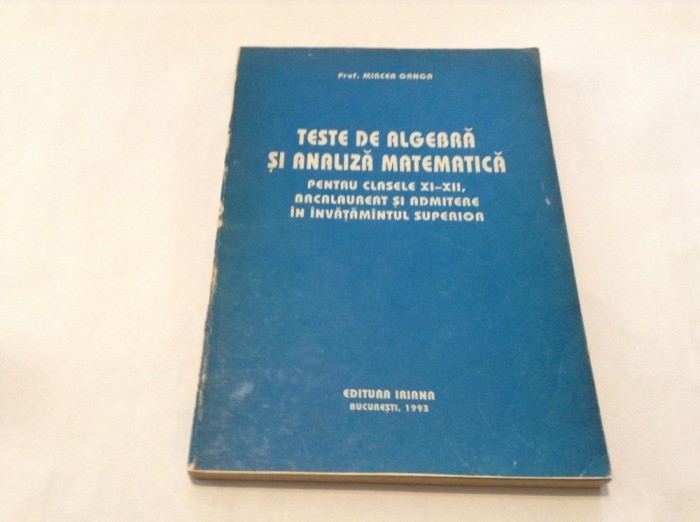 Prof. MIRCEA GANGA
TESTE DE ALGEBRĂ
ȘI ANALIZĂ MATEMATICĂ
PENTRU CLASELE XI-XII,
BACALAUREAT ȘI ADMITERE
ÎN ÎNVĂȚĂMÎNTUL SUPERIOR
EDITURA IRIANA
BUCUREȘTI, 1993